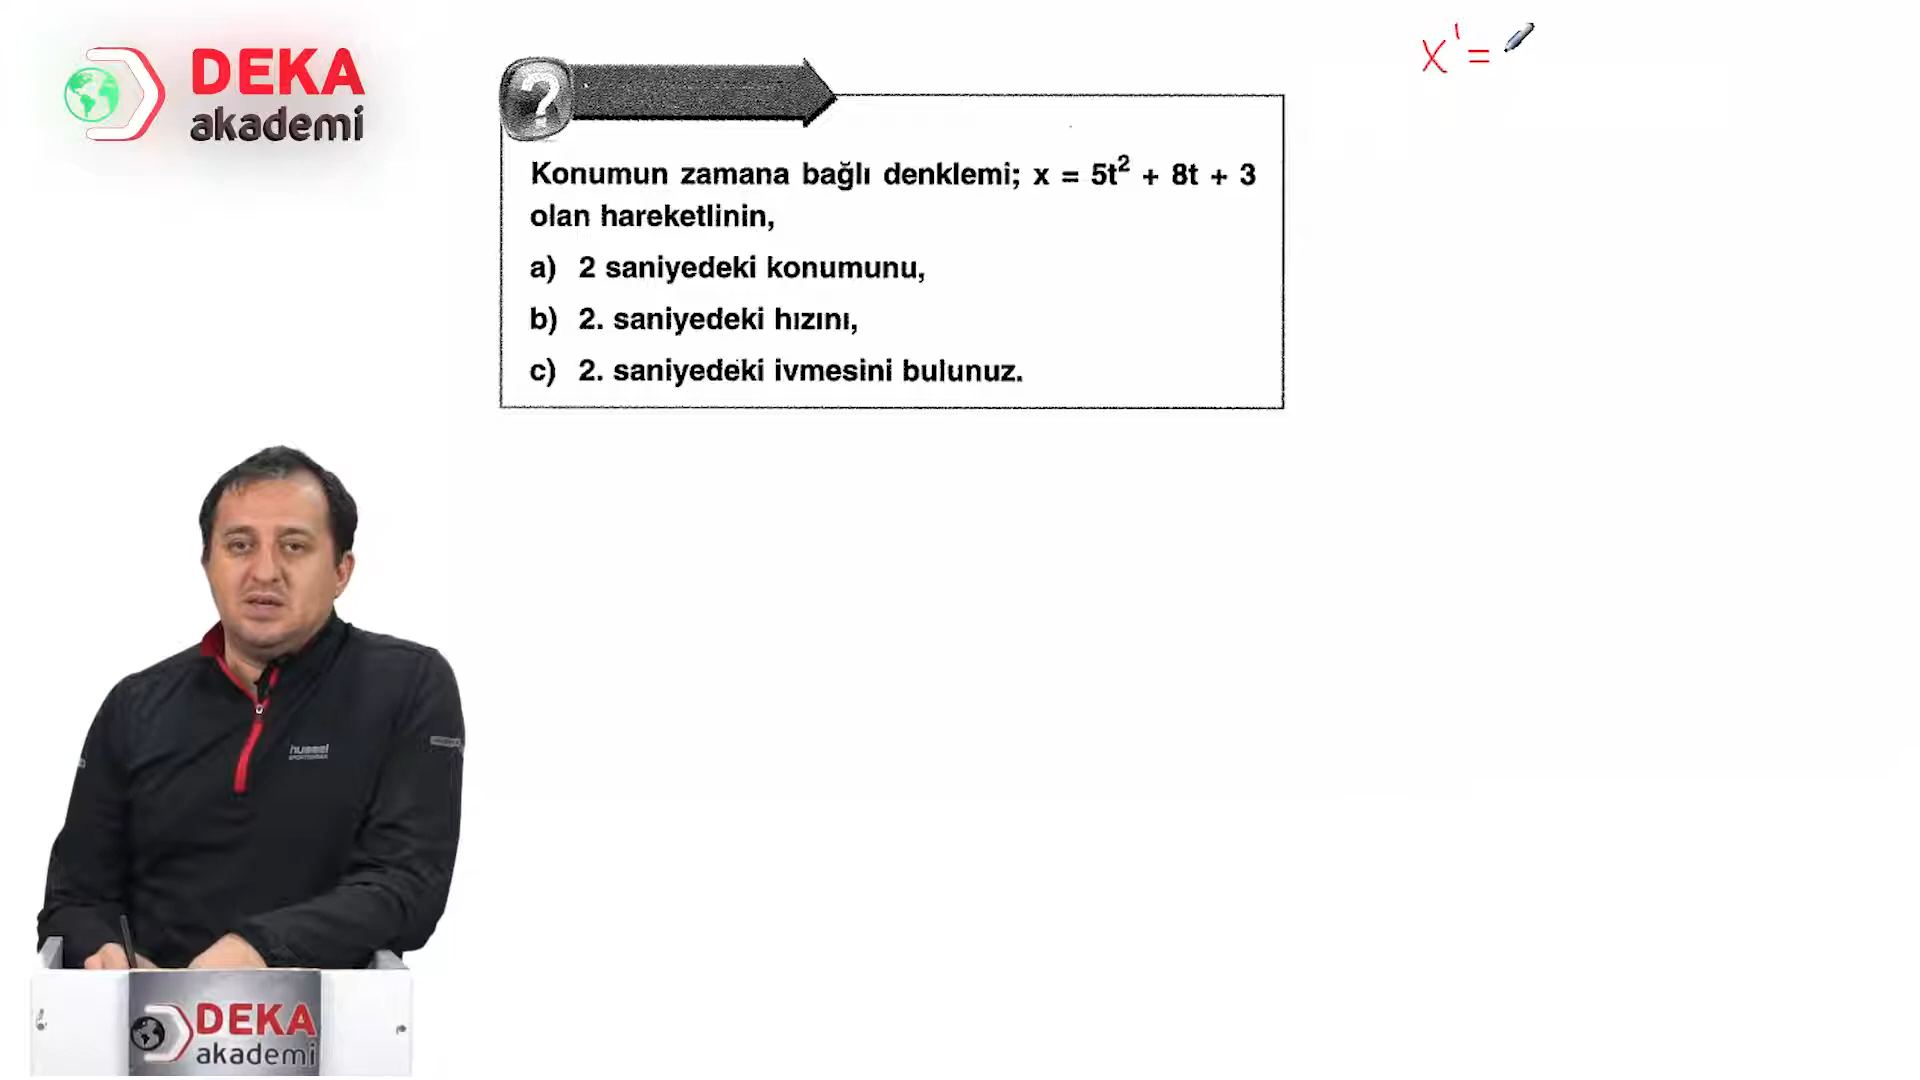 DEKA
akademi
?
x' =
Konumun zamana bağlı denklemi; x = 5t² + 8t + 3
olan hareketlinin,
a) 2 saniyedeki konumunu,
b) 2. saniyedeki hızını,
c) 2. saniyedeki ivmesini bulunuz.
hummel
DEKA
akademi